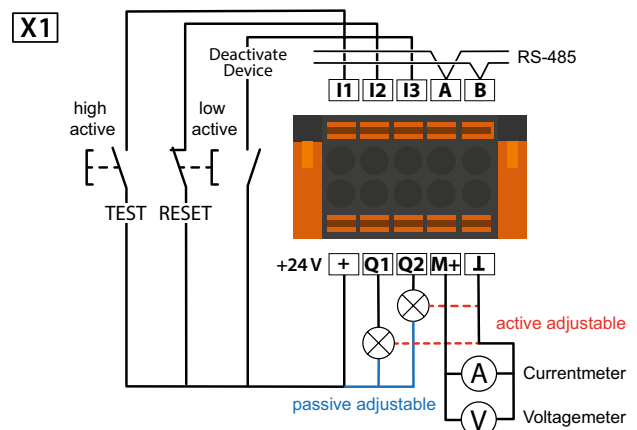 X1
Deactivate
Device
RS-485
I1 I2 I3 A B
high
active
low
active
TEST RESET
+24 V + Q1 Q2 M+ ⊥
active adjustable
passive adjustable
A Currentmeter
V Voltagemeter